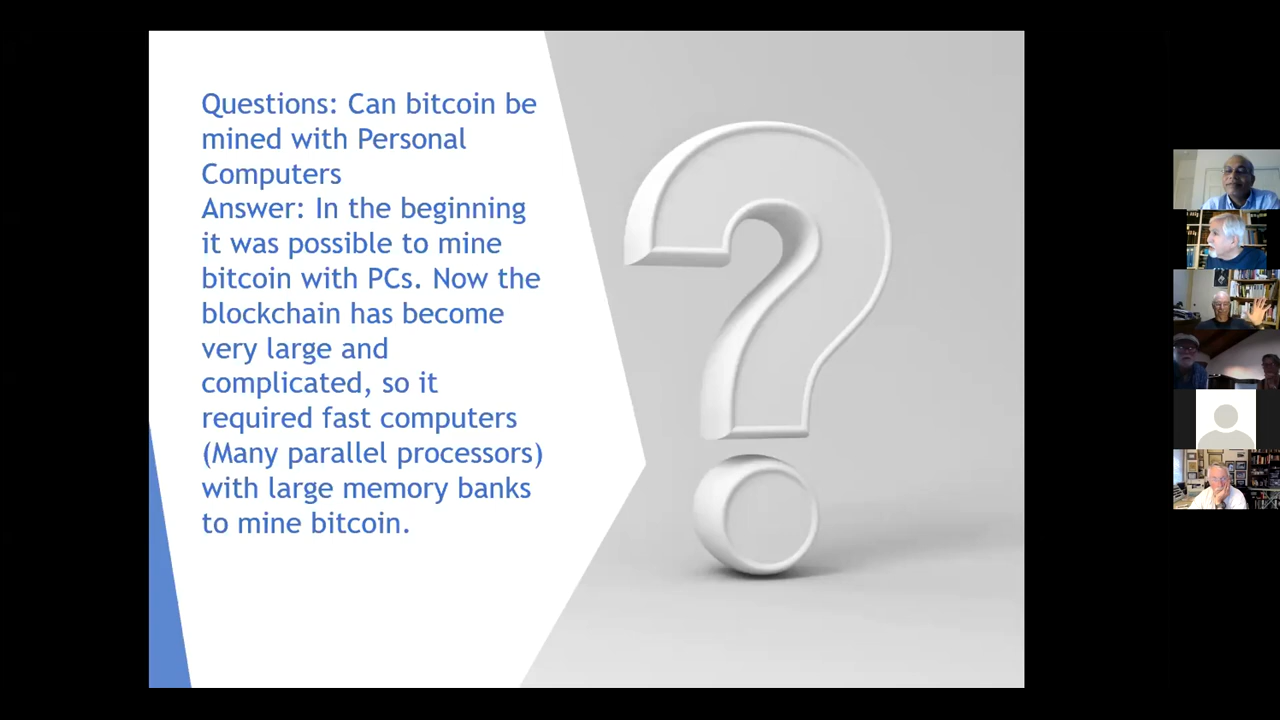 Questions: Can bitcoin be
mined with Personal
Computers
Answer: In the beginning
it was possible to mine
bitcoin with PCs. Now the
blockchain has become
very large and
complicated, so it
required fast computers
(Many parallel processors)
with large memory banks
to mine bitcoin.